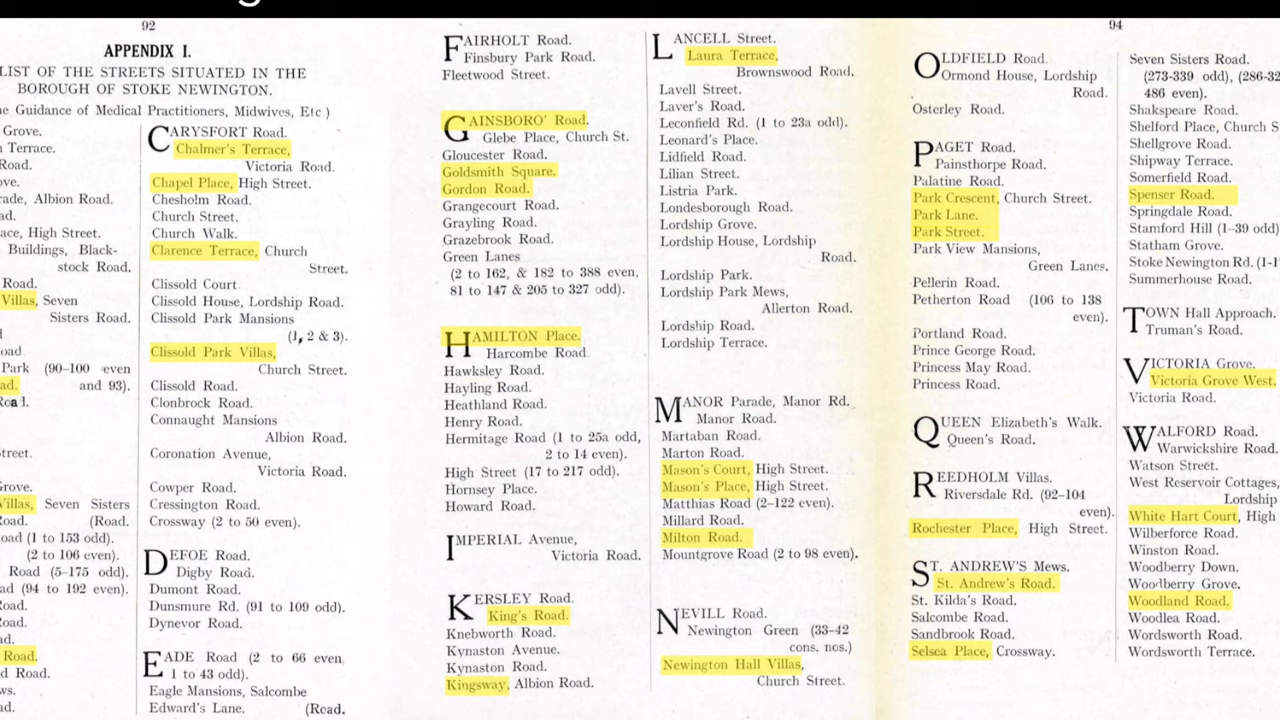 92
APPENDIX I.
LIST OF THE STREETS SITUATED IN THE
BOROUGH OF STOKE NEWINGTON.
Guidance of Medical Practitioners, Midwives, Etc )
Grove.
Terrace.
Road.
Albion Road.
High Street.
Buildings, Black-
stock Road.
Road.
Villas, Seven
Sisters Road.
Park (90-100 even
and 93).
Villas, Seven Sisters
(Road.
(1 to 153 odd).
(2 to 106 even).
Road (5-175 odd).
(94 to 192 even).
Road.
Road.
CARYSFORT Road.
Chalmer's Terrace,
Victoria Road.
Chapel Place, High Street.
Chesholm Road.
Church Street.
Church Walk.
Clarence Terrace, Church
Street.
Clissold Court
Clissold House, Lordship Road.
Clissold Park Mansions
(1, 2 & 3).
Clissold Park Villas,
Church Street.
Clissold Road.
Clonbrock Road.
Connaught Mansions
Albion Road.
Coronation Avenue,
Victoria Road.
Cowper Road.
Cressington Road.
Crossway (2 to 50 even).
DEFOE Road.
Digby Road.
Dumont Road.
Dunsmure Rd. (91 to 109 odd).
Dynevor Road.
EADE Road (2 to 66 even,
1 to 43 odd).
Eagle Mansions, Salcombe
Edward's Lane. (Road.
FAIRHOLT Road.
Finsbury Park Road.
Fleetwood Street.
GAINSBORO' Road.
Glebe Place, Church St.
Gloucester Road.
Goldsmith Square.
Gordon Road.
Grangecourt Road.
Grayling Road.
Grazebrook Road.
Green Lanes
(2 to 162, & 182 to 388 even,
81 to 147 & 205 to 327 odd).
HAMILTON Place.
Harcombe Road
Hawksley Road.
Hayling Road.
Heathland Road.
Henry Road.
Hermitage Road (1 to 25a odd,
2 to 14 even).
High Street (17 to 217 odd).
Hornsey Place.
Howard Road.
IMPERIAL Avenue,
Victoria Road.
KERSLEY Road.
King's Road.
Knebworth Road.
Kynaston Avenue.
Kynaston Road.
Kingsway, Albion Road.
LANCELL Street.
Laura Terrace,
Brownswood Road.
Lavell Street.
Laver's Road.
Leconfield Rd. (1 to 23a odd).
Leonard's Place.
Lidfield Road.
Lilian Street.
Listria Park.
Londesborough Road.
Lordship Grove.
Lordship House, Lordship
Road.
Lordship Park.
Lordship Park Mews,
Allerton Road.
Lordship Road.
Lordship Terrace.
MANOR Parade, Manor Rd.
Manor Road.
Martaban Road.
Marton Road.
Mason's Court, High Street.
Mason's Place, High Street.
Matthias Road (2-122 even).
Millard Road.
Milton Road.
Mountgrove Road (2 to 98 even).
NEVILL Road.
Newington Green (33-42
cons. nos.)
Newington Hall Villas,
Church Street.
94
OLDFIELD Road.
Ormond House, Lordship
Road.
Osterley Road.
PAGET Road.
Painsthorpe Road.
Palatine Road.
Park Crescent, Church Street.
Park Lane.
Park Street.
Park View Mansions,
Green Lanes.
Pellerin Road.
Petherton Road (106 to 138
even).
Portland Road.
Prince George Road.
Princess May Road.
Princess Road.
QUEEN Elizabeth's Walk.
Queen's Road.
REEDHOLM Villas.
Riversdale Rd. (92-104
even).
Rochester Place, High Street.
ST. ANDREW'S Mews.
St. Andrew's Road.
St. Kilda's Road.
Salcombe Road.
Sandbrook Road.
Selsea Place, Crossway.
Seven Sisters Road.
(273-339 odd),
486 even).
Shakspeare Road.
Shelford Place, Church
Shellgrove Road.
Shipway Terrace.
Somerfield Road.
Spenser Road.
Springdale Road.
Stamford Hill (1-39 odd)
Statham Grove.
Stoke Newington Rd.
Summerhouse Road.
TOWN Hall Approach.
Truman's Road.
VICTORIA Grove.
Victoria Grove West.
Victoria Road.
WALFORD Road.
Warwickshire Road.
Watson Street.
West Reservoir Cottages,
Lordship
White Hart Court, High
Wilberforce Road.
Winston Road.
Woodberry Down.
Woodberry Grove.
Woodland Road.
Woodlea Road.
Wordsworth Road.
Wordsworth Terrace.